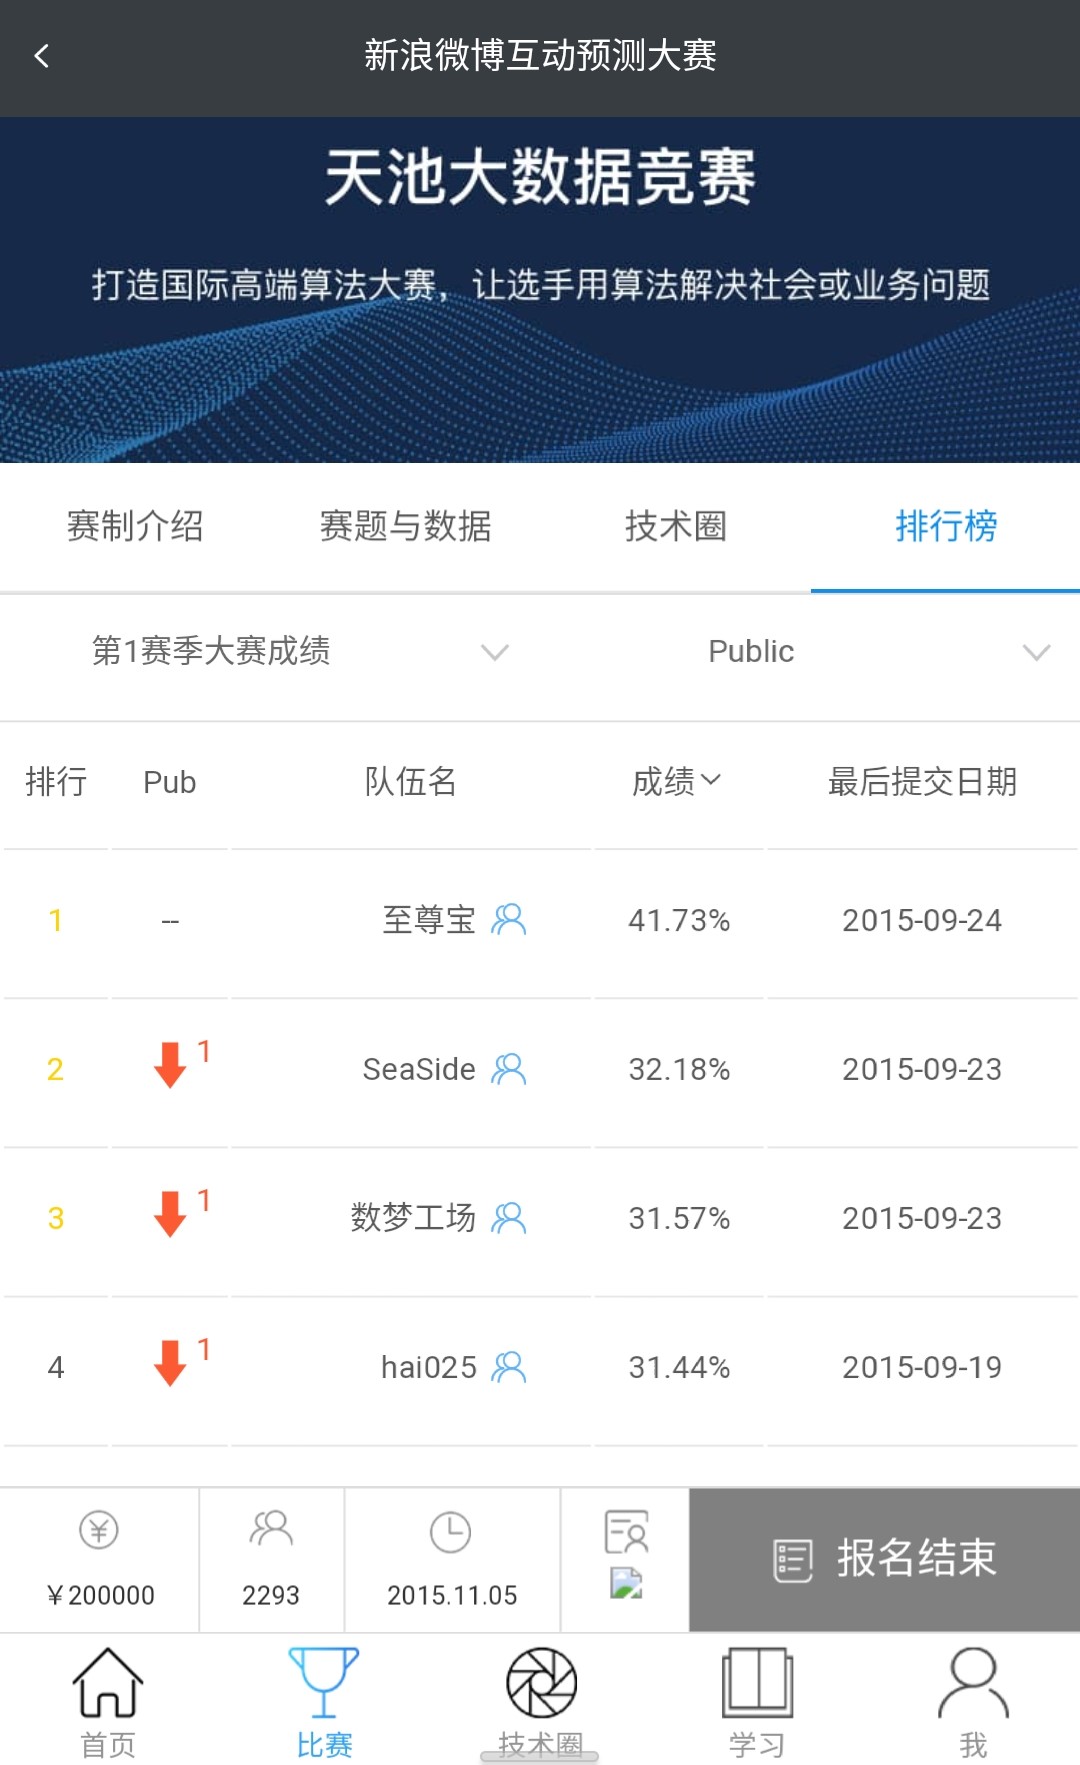 新浪微博互动预测大赛
天池大数据竞赛
打造国际高端算法大赛，让选手用算法解决社会或业务问题
赛制介绍 赛题与数据 技术圈 排行榜
第1赛季大赛成绩 Public
排行 Pub 队伍名 成绩 最后提交日期
1 -- 至尊宝 41.73% 2015-09-24
2 1 SeaSide 32.18% 2015-09-23
3 1 数梦工场 31.57% 2015-09-23
4 1 hai025 31.44% 2015-09-19
￥200000 2293 2015.11.05 报名结束
首页 比赛 技术圈 学习 我